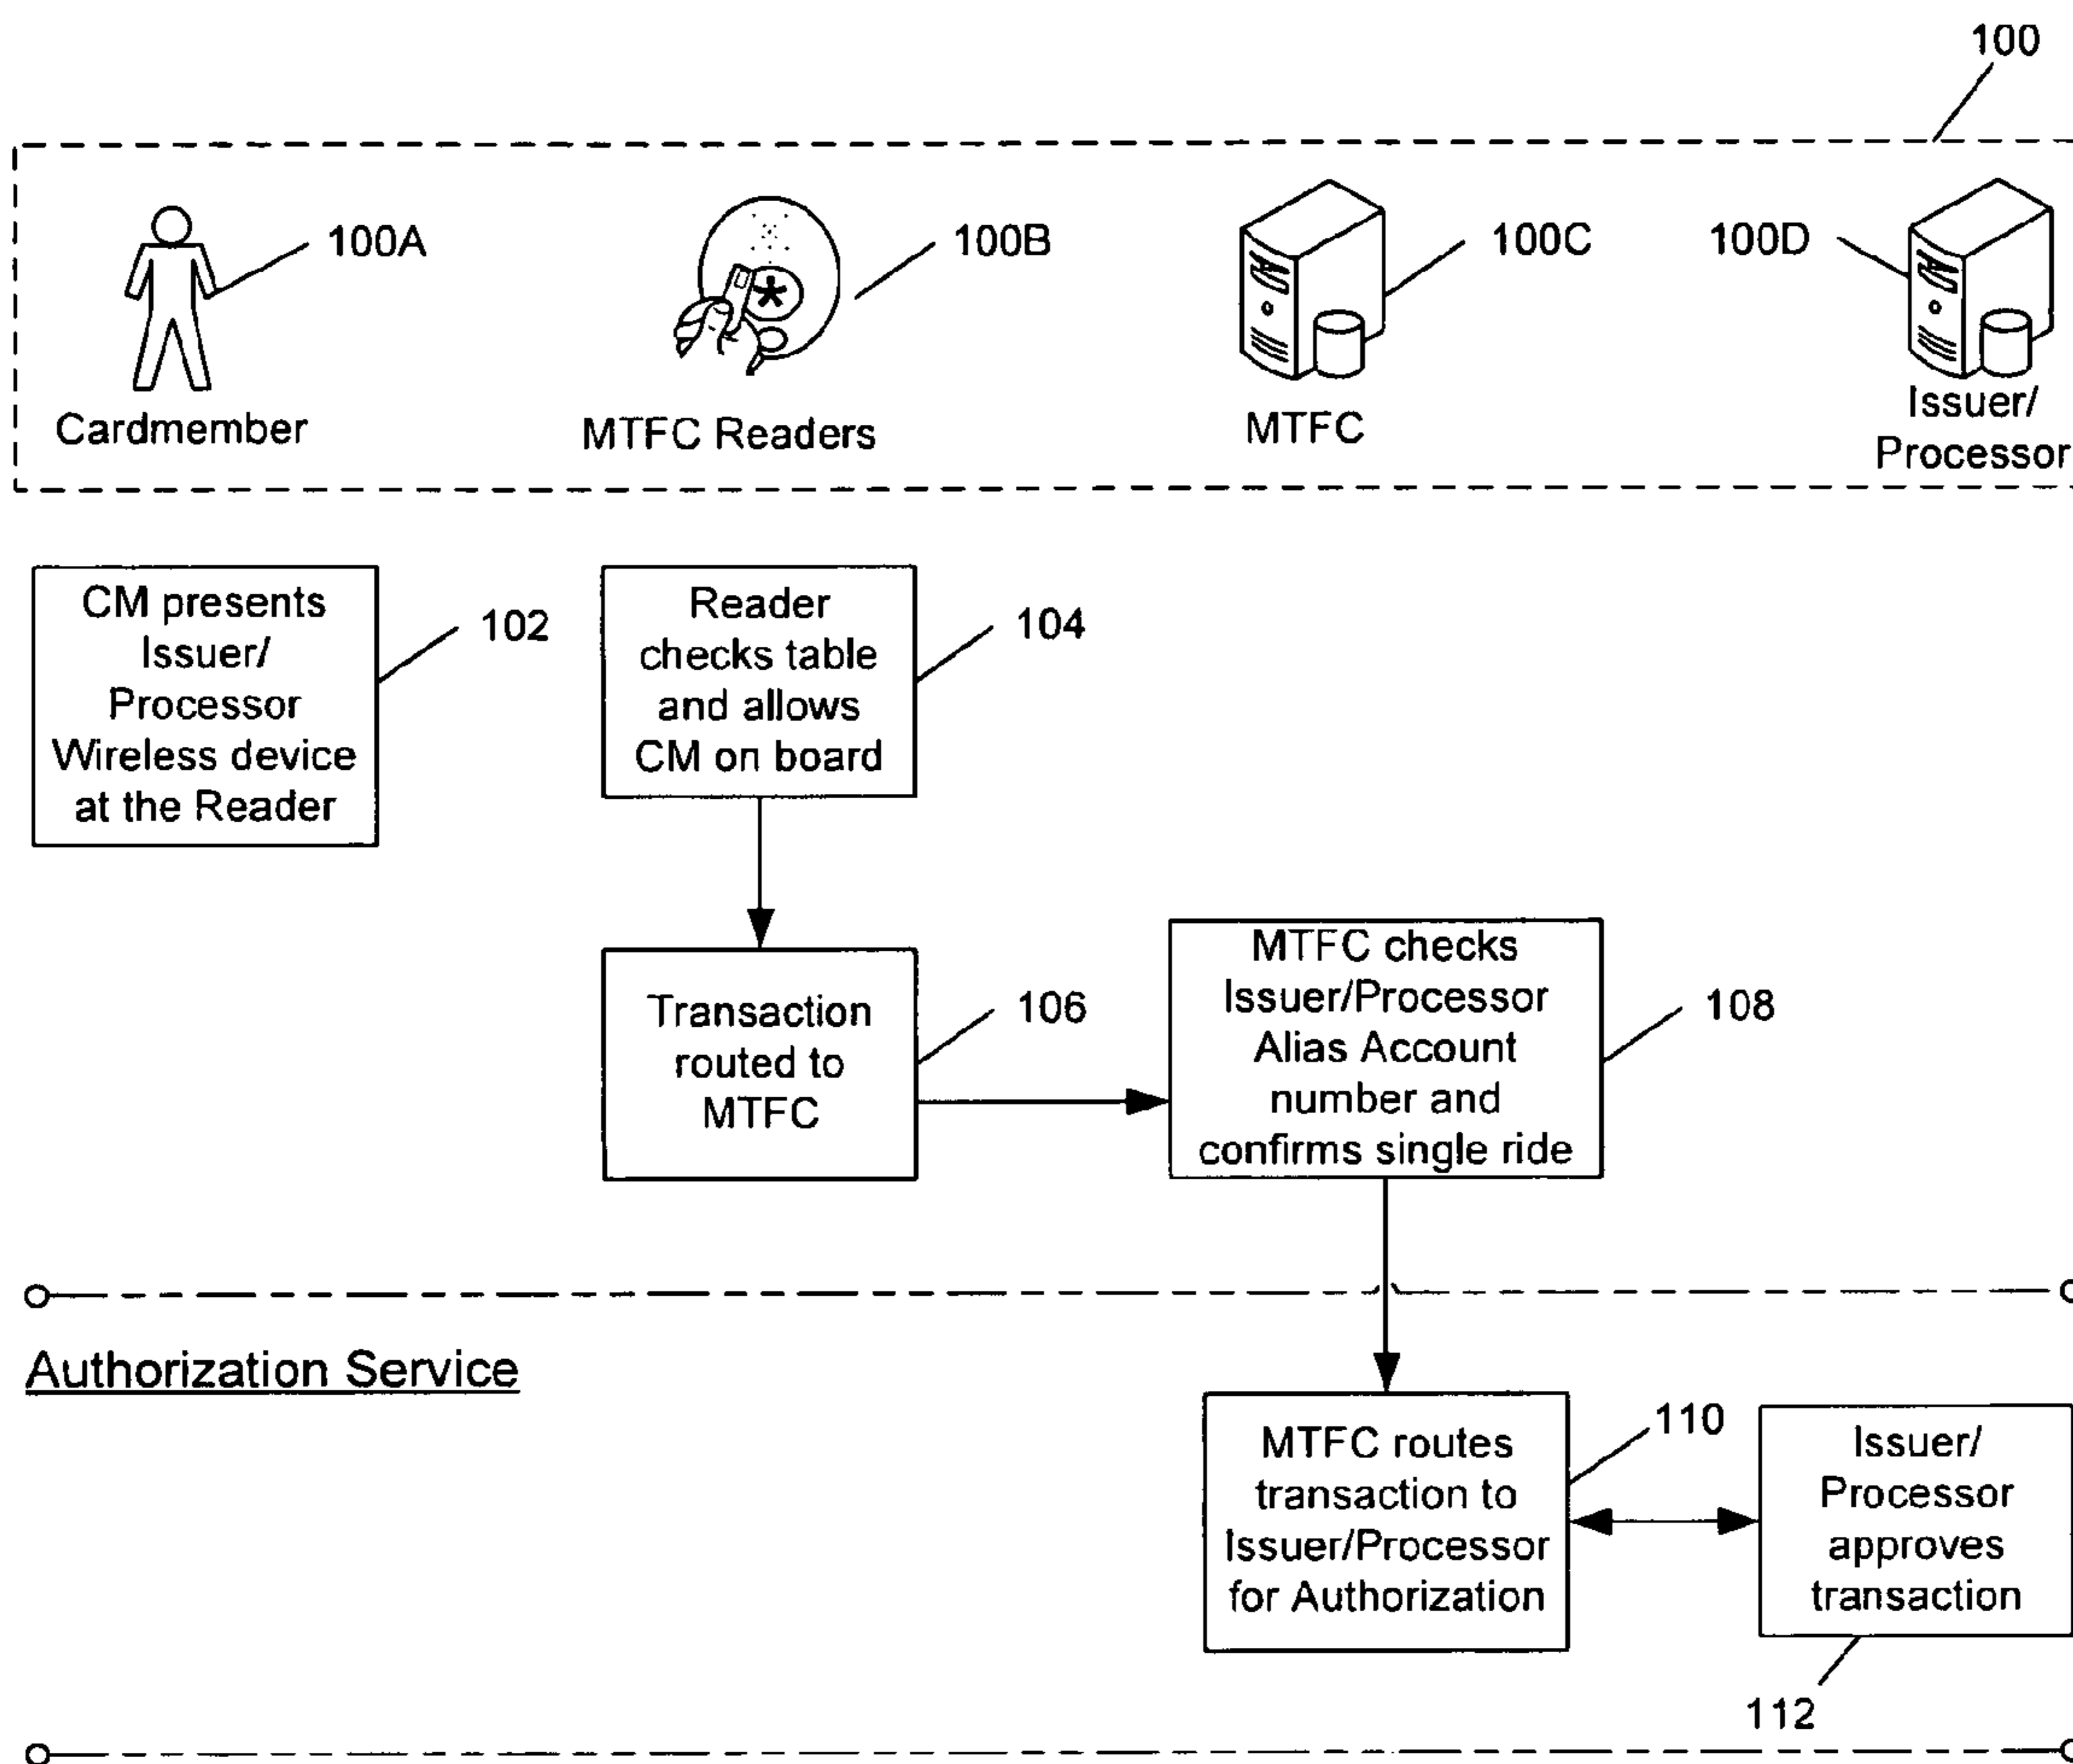 100
100A
100B
100C
100D
Cardmember
MTFC Readers
MTFC
Issuer/
Processor
CM presents
Issuer/
Processor
Wireless device
at the Reader
102
Reader
checks table
and allows
CM on board
104
Transaction
routed to
MTFC
106
MTFC checks
Issuer/Processor
Alias Account
number and
confirms single ride
108
Authorization Service
MTFC routes
transaction to
Issuer/Processor
for Authorization
110
Issuer/
Processor
approves
transaction
112